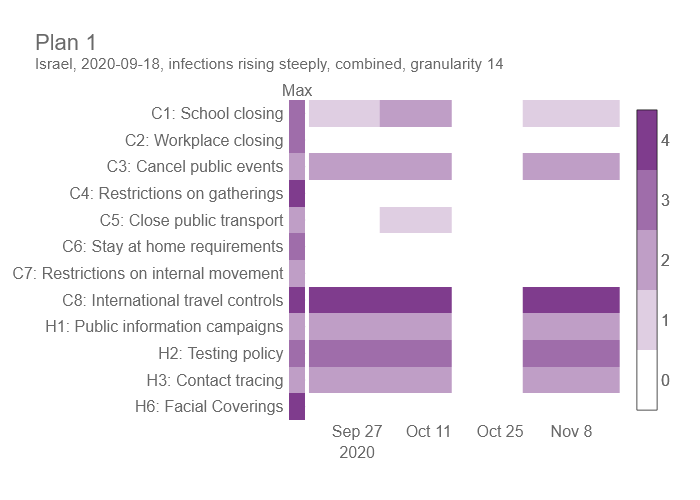 Plan 1
Israel, 2020-09-18, infections rising steeply, combined, granularity 14
Max
C1: School closing
C2: Workplace closing
C3: Cancel public events
C4: Restrictions on gatherings
C5: Close public transport
C6: Stay at home requirements
C7: Restrictions on internal movement
C8: International travel controls
H1: Public information campaigns
H2: Testing policy
H3: Contact tracing
H6: Facial Coverings
Sep 27
2020
Oct 11
Oct 25
Nov 8
4
3
2
1
0